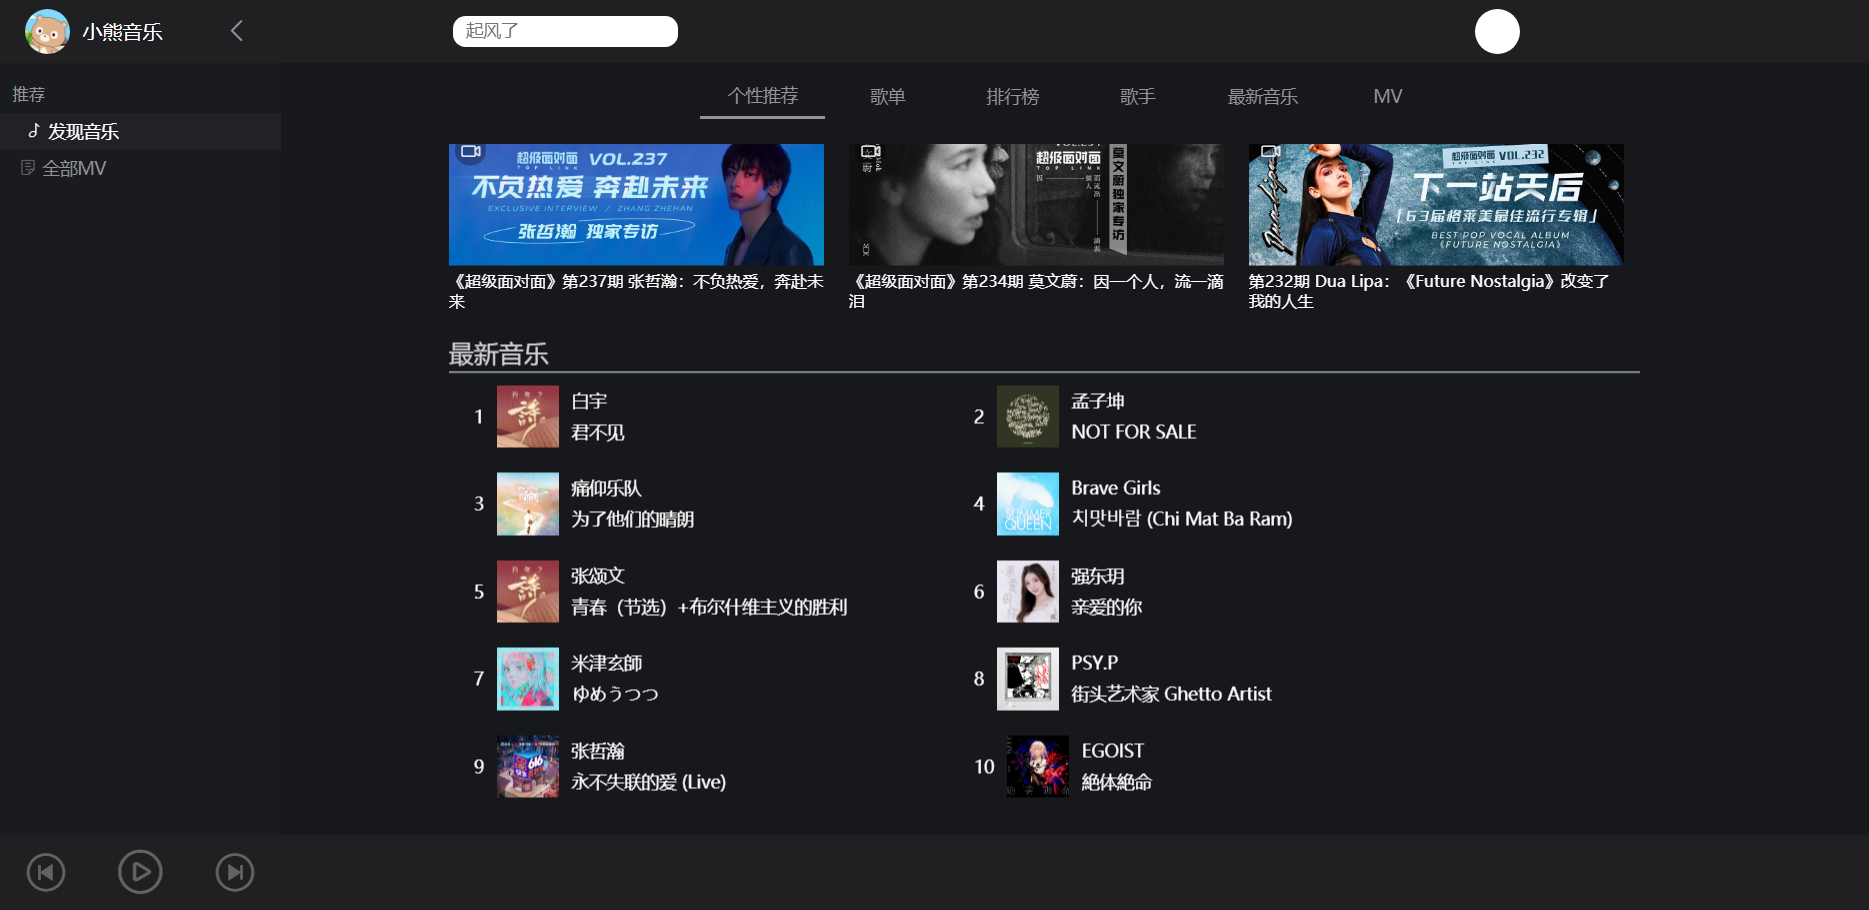 小熊音乐
起风了
推荐
发现音乐
全部MV
个性推荐
歌单
排行榜
歌手
最新音乐
MV
超级面对面 VOL.237
TOP LINK
不负热爱 奔赴未来
EXCLUSIVE INTERVIEW / ZHANG ZHEHAN
张哲瀚 独家专访
《超级面对面》第237期 张哲瀚：不负热爱，奔赴未
来
超级面对面
TOP LINK
莫文蔚独家专访
《超级面对面》第234期 莫文蔚：因一个人，流一滴
泪
超级面对面 VOL.232
TOP LINK
Dua Lipa
下一站天后
「63届格莱美最佳流行专辑」
BEST POP VOCAL ALBUM
《FUTURE NOSTALGIA》
第232期 Dua Lipa：《Future Nostalgia》改变了
我的人生
最新音乐
1
白宇
君不见
2
孟子坤
NOT FOR SALE
3
痛仰乐队
为了他们的晴朗
4
SUMMER
QUEEN
Brave Girls
치맛바람 (Chi Mat Ba Ram)
5
张颂文
青春（节选）+布尔什维主义的胜利
6
强东玥
亲爱的你
7
米津玄師
ゆめうつつ
8
PSY.P
街头艺术家 Ghetto Artist
9
616
张哲瀚
永不失联的爱 (Live)
10
EGOIST
絶体絶命